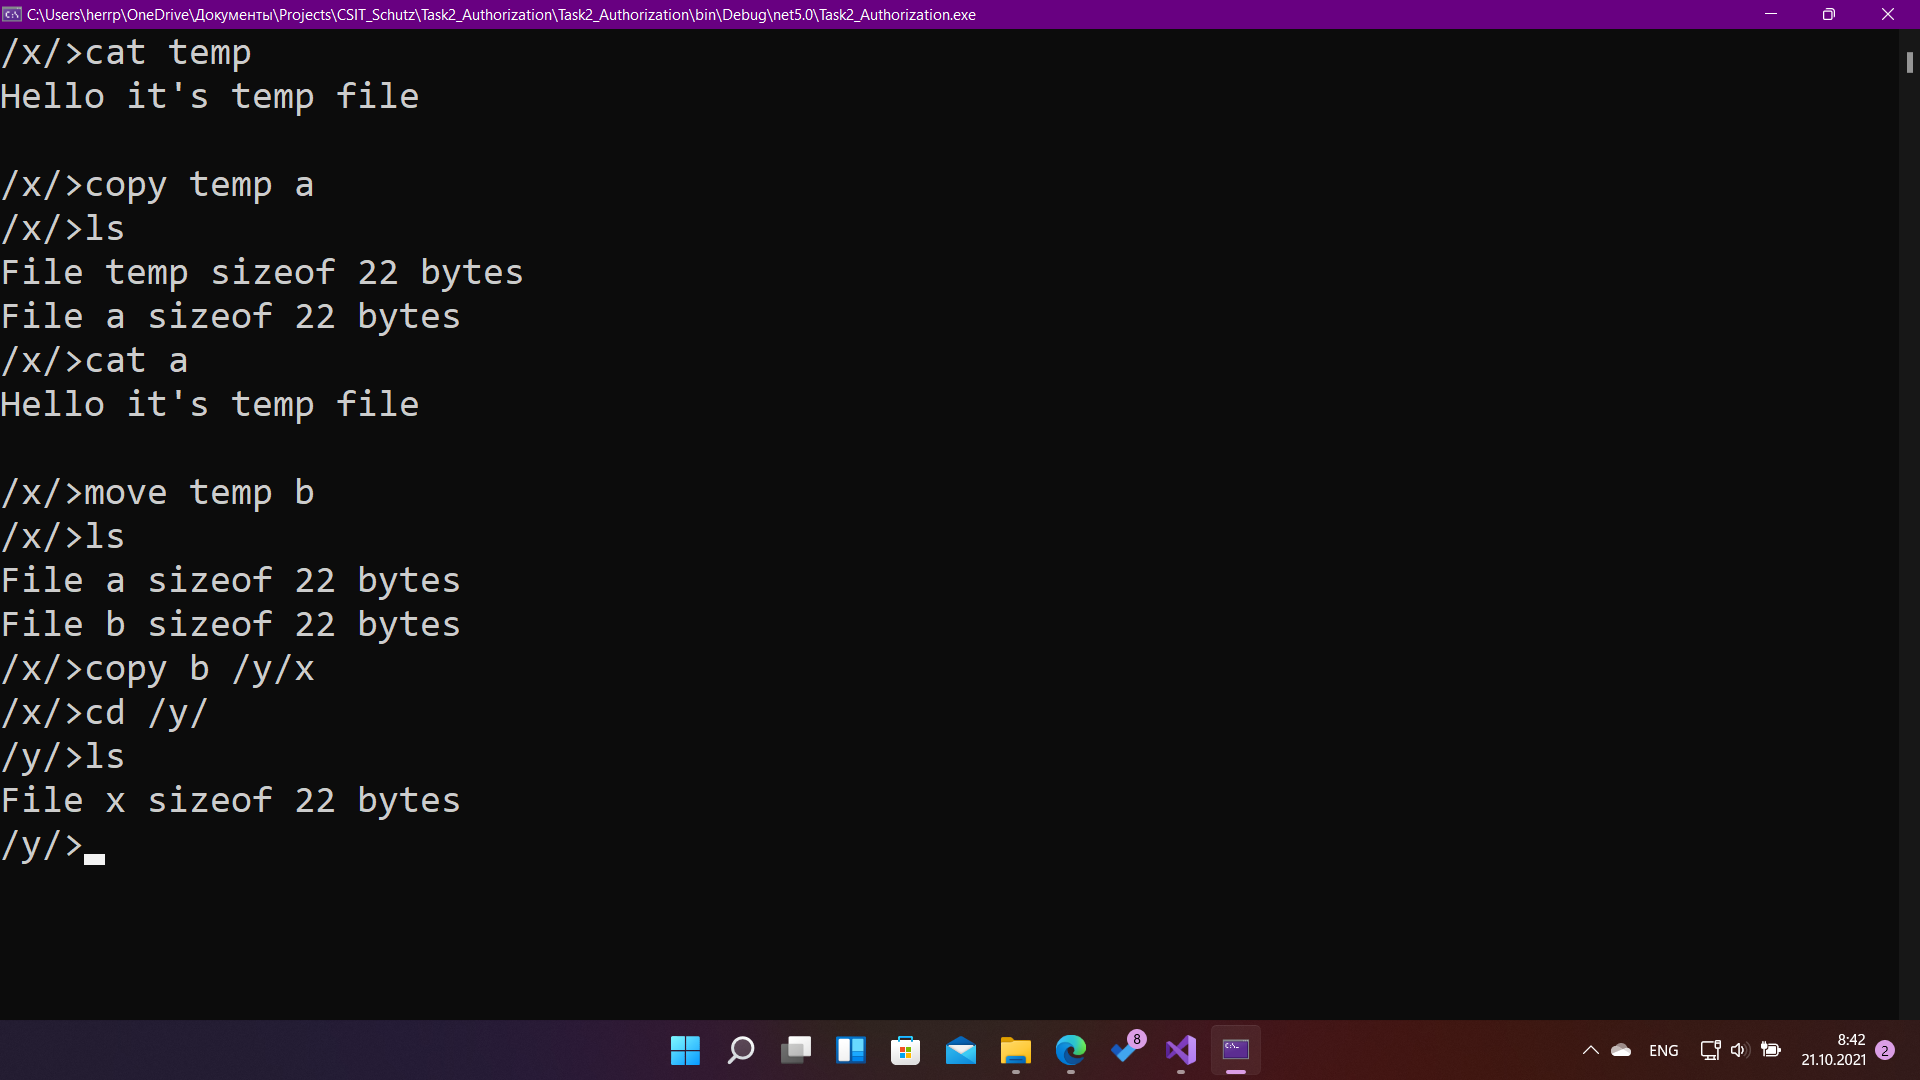 C:\Users\herrp\OneDrive\Документы\Projects\CSIT_Schutz\Task2_Authorization\Task2_Authorization\bin\Debug\net5.0\Task2_Authorization.exe
/x/>cat temp
Hello it's temp file
/x/>copy temp a
/x/>ls
File temp sizeof 22 bytes
File a sizeof 22 bytes
/x/>cat a
Hello it's temp file
/x/>move temp b
/x/>ls
File a sizeof 22 bytes
File b sizeof 22 bytes
/x/>copy b /y/x
/x/>cd /y/
/y/>ls
File x sizeof 22 bytes
/y/>
8
ENG
8:42
21.10.2021
2